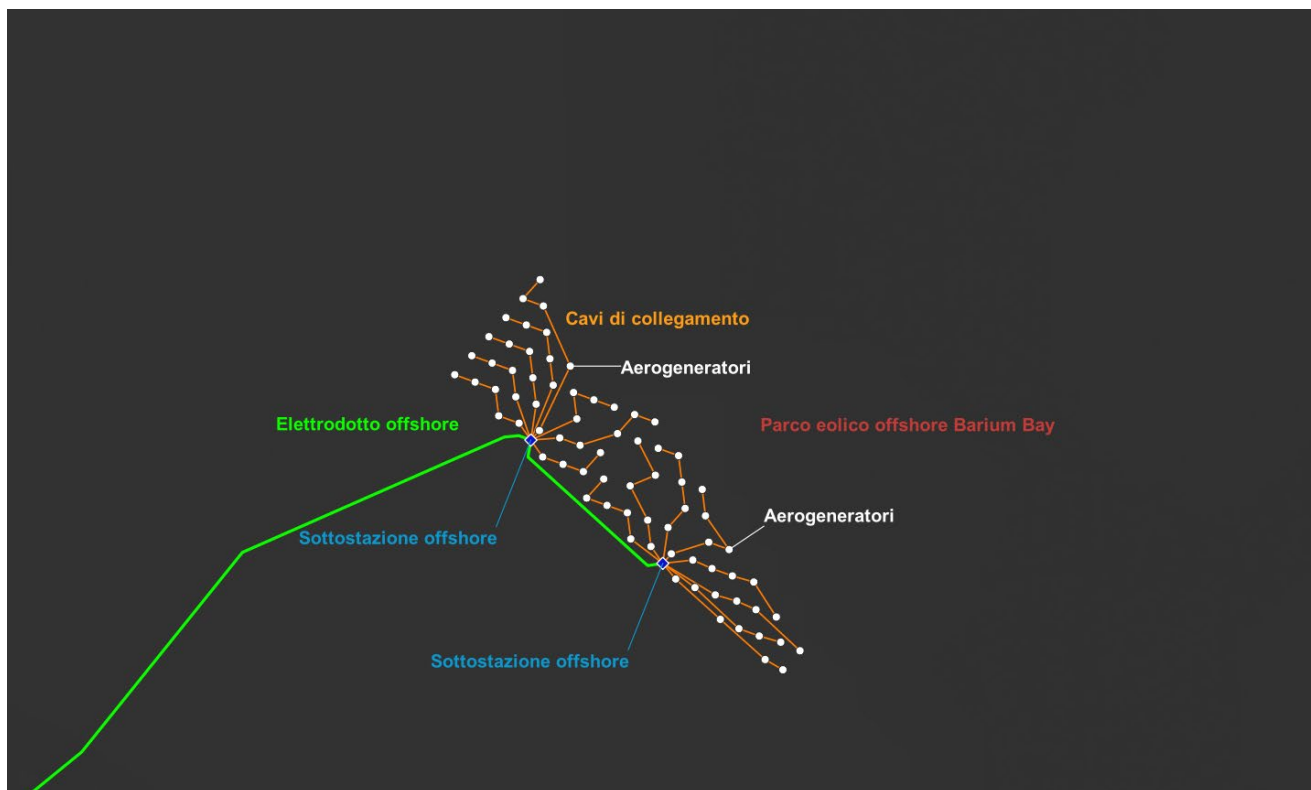 Cavi di collegamento
Aerogeneratori
Elettrodotto offshore
Parco eolico offshore Barium Bay
Aerogeneratori
Sottostazione offshore
Sottostazione offshore